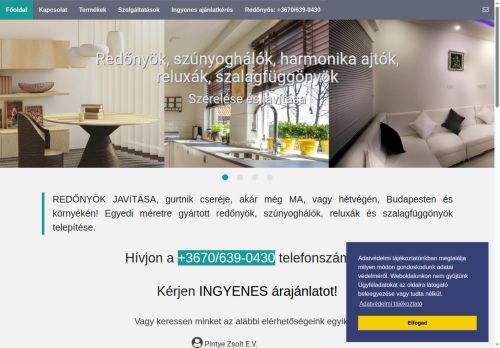 Főoldal Kapcsolat Termékek Szolgáltatások Ingyenes ajánlatkérés Redőnyös: +3670/639-0430
Redőnyök, szúnyoghálók, harmonika ajtók,
reluxák, szalagfüggönyök
Szerelése és javítása
REDŐNYÖK JAVíTÁSA, gurtnik cseréje, akár még MA, vagy hétvégén, Budapesten és
környékén! Egyedi méretre gyártott redőnyök, szúnyoghálók, reluxák és szalagfüggönyök
telepítése.
Hívjon a +3670/639-0430 telefonszám
Kérjen INGYENES árajánlatot!
Vagy keressen minket az alábbi elérhetőségeink egyik
Pintye Zsolt E.V.
Adatvédelmi tájékoztatónkban megtalálja
milyen módon gondoskodunk adatai
védelméről. Weboldalunkon nem gyűjtünk
Ügyfeladatokat az oldalra látogató
beleegyezése vagy tudta nélkül.
Adatvédelmi tájékoztató
Elfogad